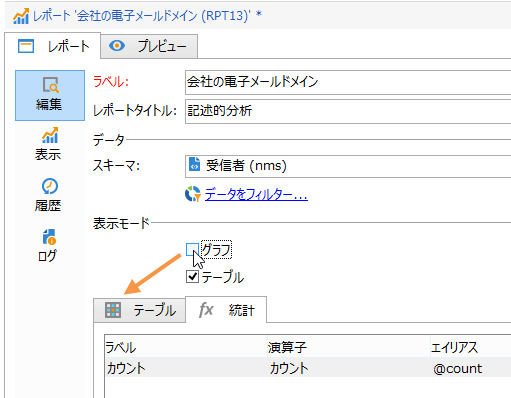 レポート '会社の電子メールドメイン (RPT13)' *
レポート プレビュー
編集
表示
履歴
ログ
ラベル: 会社の電子メールドメイン
レポートタイトル: 記述的分析
データ
スキーマ: 受信者 (nms)
データをフィルター...
表示モード
グラフ
テーブル
テーブル fx 統計
ラベル 演算子 エイリアス
カウント カウント @count